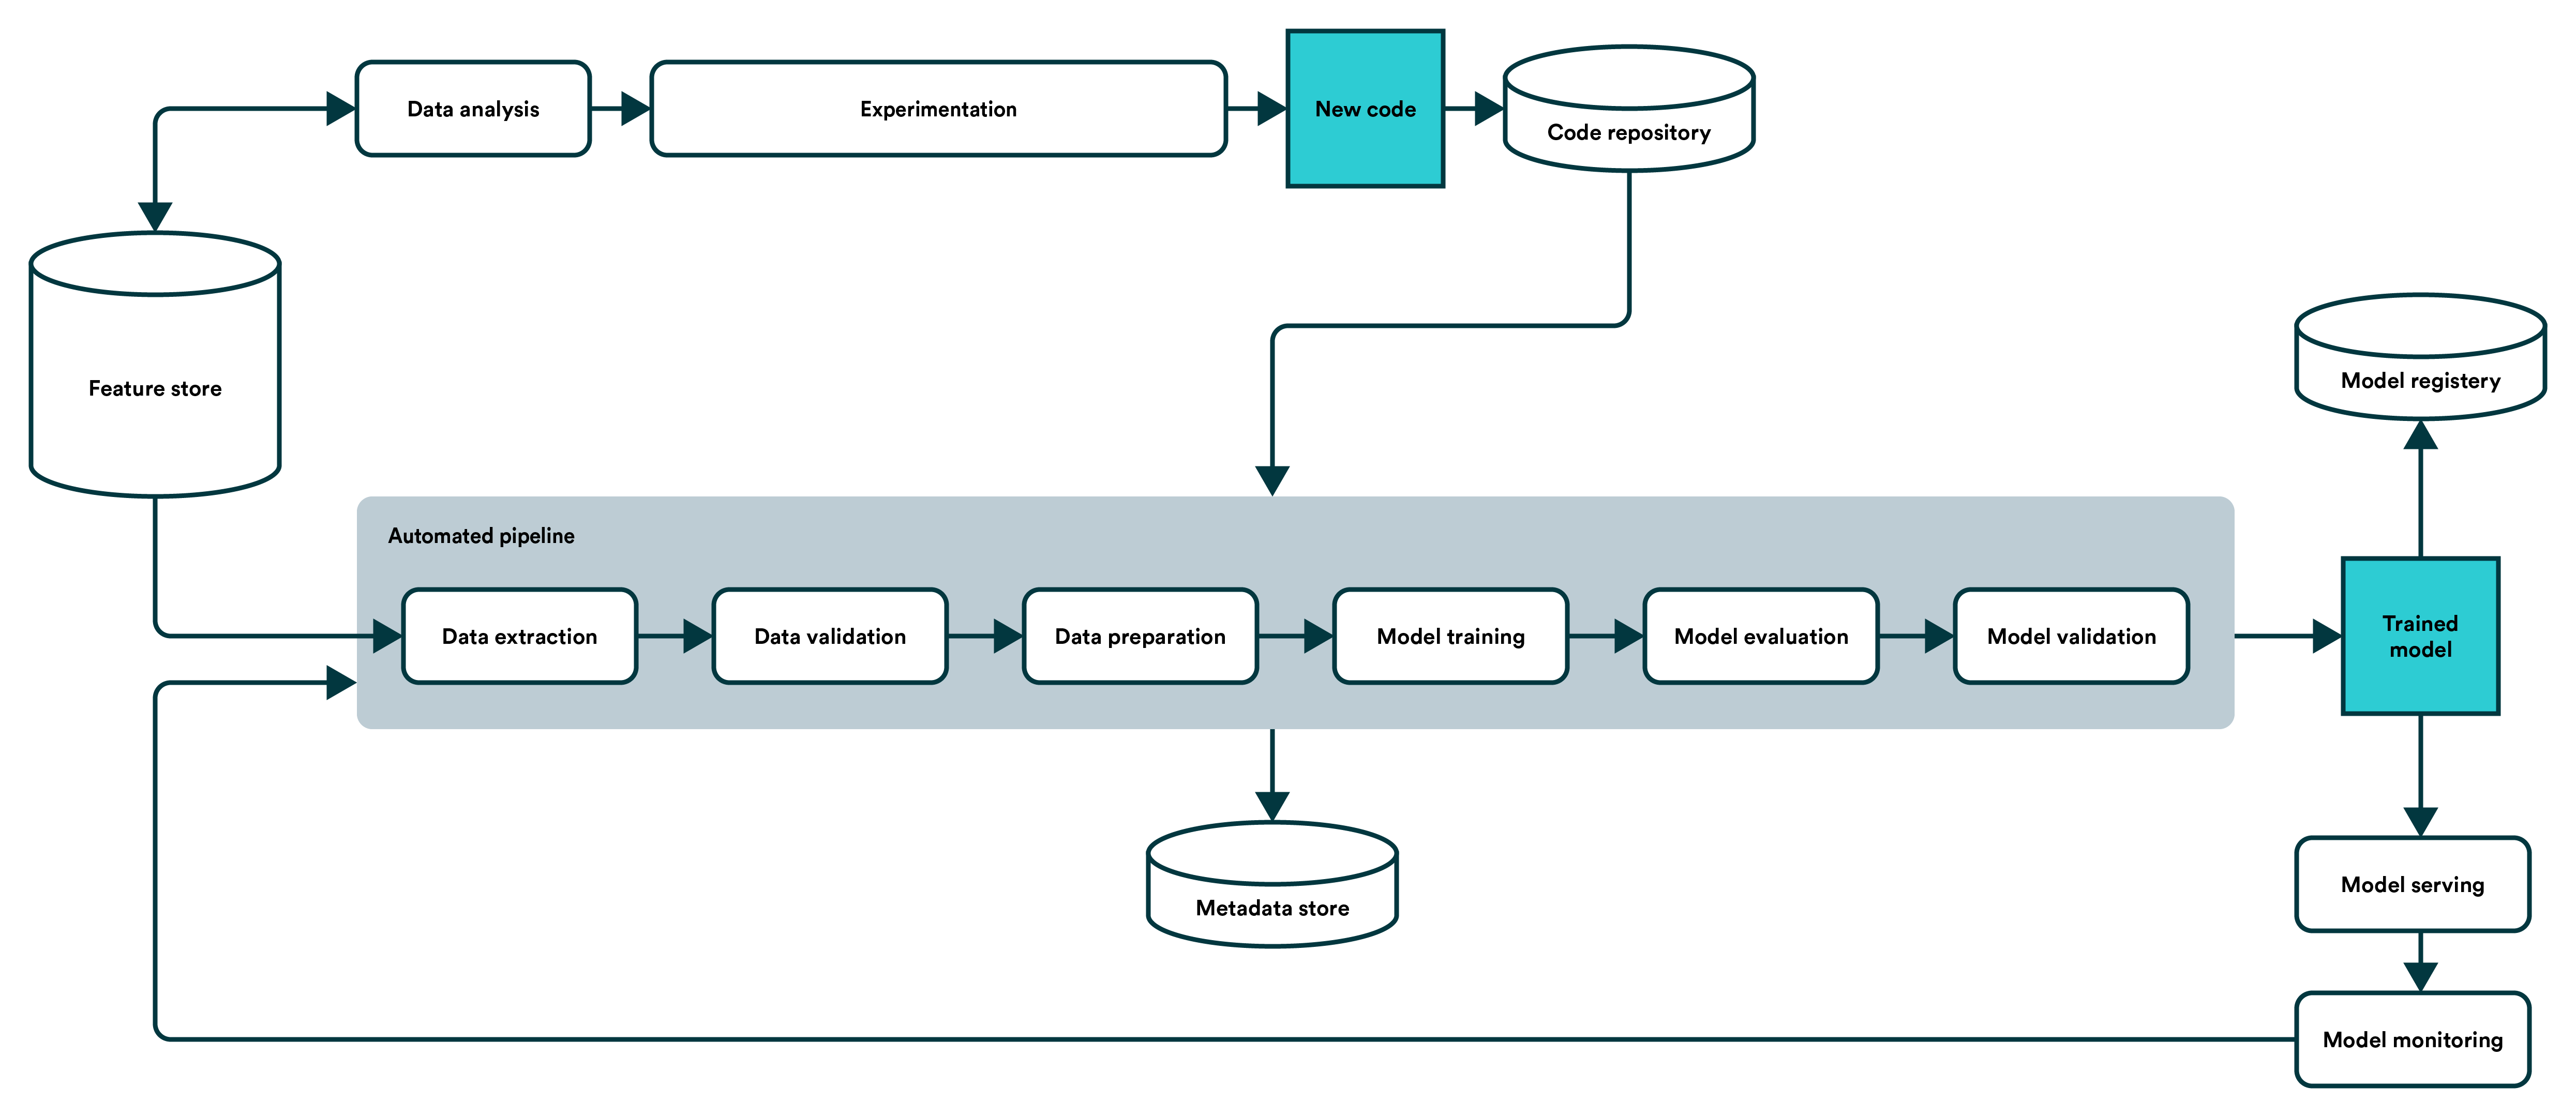 Data analysis
Experimentation
New code
Code repository
Feature store
Model registery
Automated pipeline
Data extraction
Data validation
Data preparation
Model training
Model evaluation
Model validation
Trained
model
Metadata store
Model serving
Model monitoring